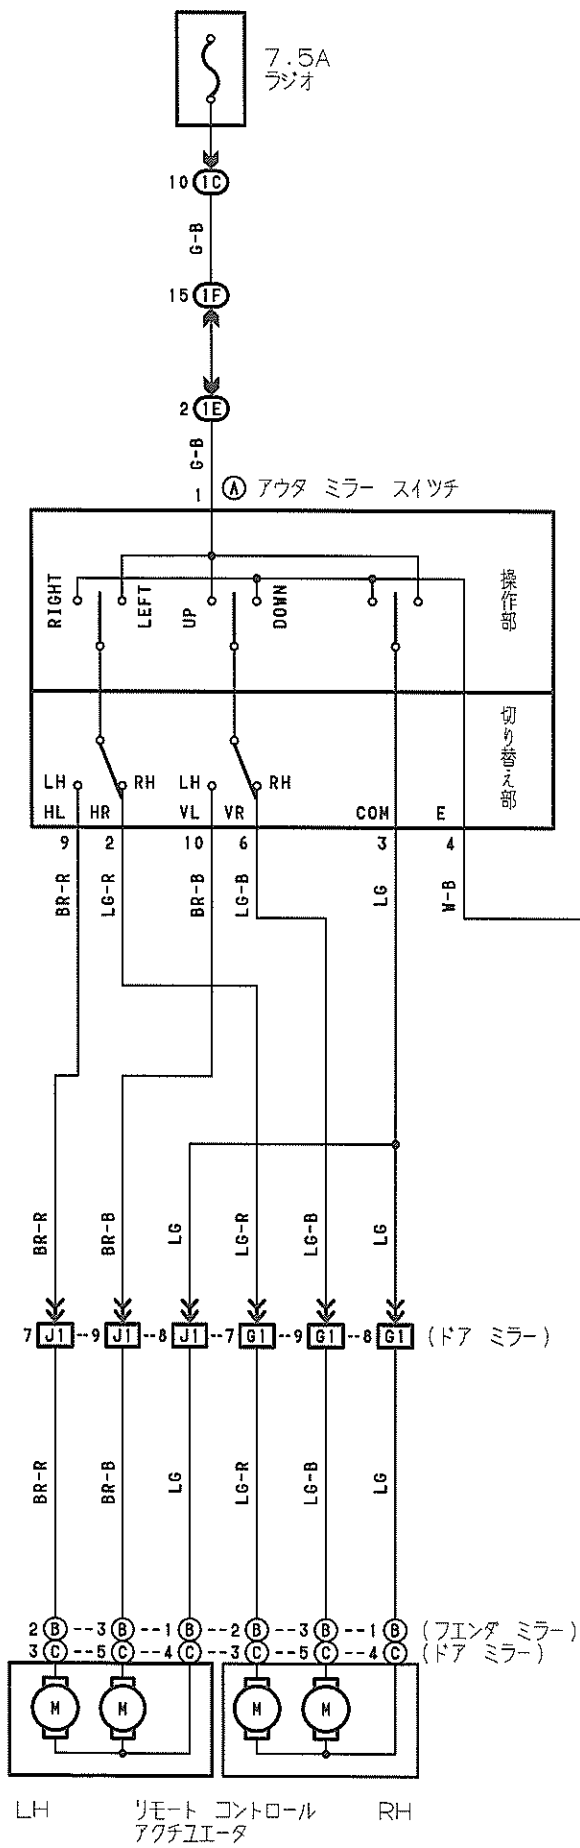 7.5A
ラジオ
10 1C
G-B
15 1F
2 1E
G-B
1 A アウタ ミラー スイッチ
RIGHT LEFT UP DOWN 操作部
切り替え部
LH RH LH RH
HL HR VL VR COM E
9 2 10 6 3 4
BR-R LG-R BR-B LG-B LG W-B
BR-R BR-B LG LG-R LG-B LG
7 J1 --9 J1 --8 J1 --7 G1 --9 G1 --8 G1 (ドア ミラー)
BR-R BR-B LG LG-R LG-B LG
2 B --3 B --1 B --2 B --3 B --1 B (フエンダ ミラー)
3 C --5 C --4 C --3 C --5 C --4 C (ドア ミラー)
M M M M
LH リモート コントロール RH
アクチユエータ